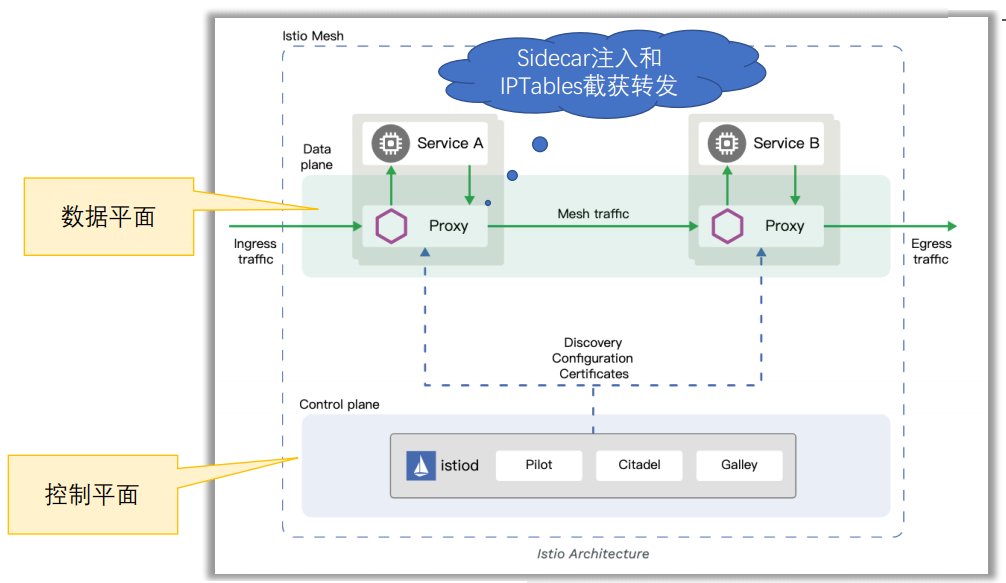 Istio Mesh
Sidecar注入和
IPTables截获转发
Data
plane
Service A
Service B
数据平面
Proxy
Mesh traffic
Proxy
Ingress
traffic
Egress
traffic
Discovery
Configuration
Certificates
Control plane
控制平面
istiod
Pilot
Citadel
Galley
Istio Architecture